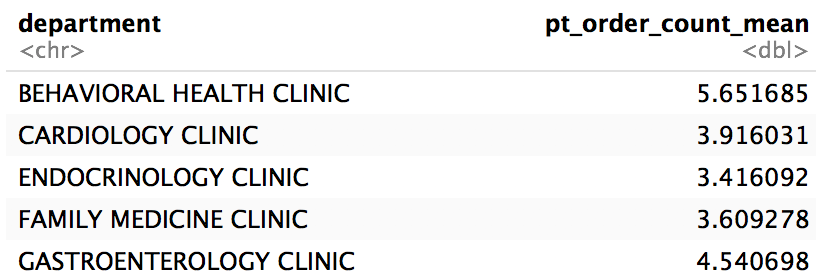 department pt_order_count_mean
<chr> <dbl>
BEHAVIORAL HEALTH CLINIC 5.651685
CARDIOLOGY CLINIC 3.916031
ENDOCRINOLOGY CLINIC 3.416092
FAMILY MEDICINE CLINIC 3.609278
GASTROENTEROLOGY CLINIC 4.540698